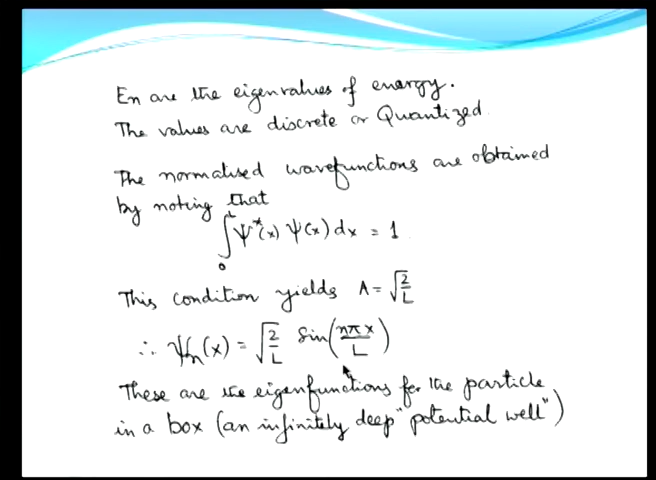 En are the eigenvalues of energy.
The values are discrete or Quantized.
The normalised wavefunctions are obtained
by noting that
∫₀ᴸ ψ*(x) ψ(x) dx = 1
This condition yields A = √(2/L)
∴ ψn(x) = √(2/L) sin(nπx/L)
These are the eigenfunctions for the particle
in a box (an infinitely deep "potential well")